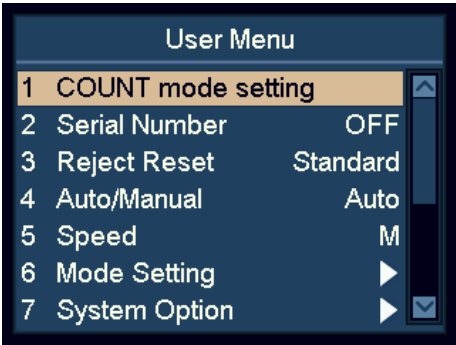 User Menu
1 COUNT mode setting
2 Serial Number OFF
3 Reject Reset Standard
4 Auto/Manual Auto
5 Speed M
6 Mode Setting
7 System Option